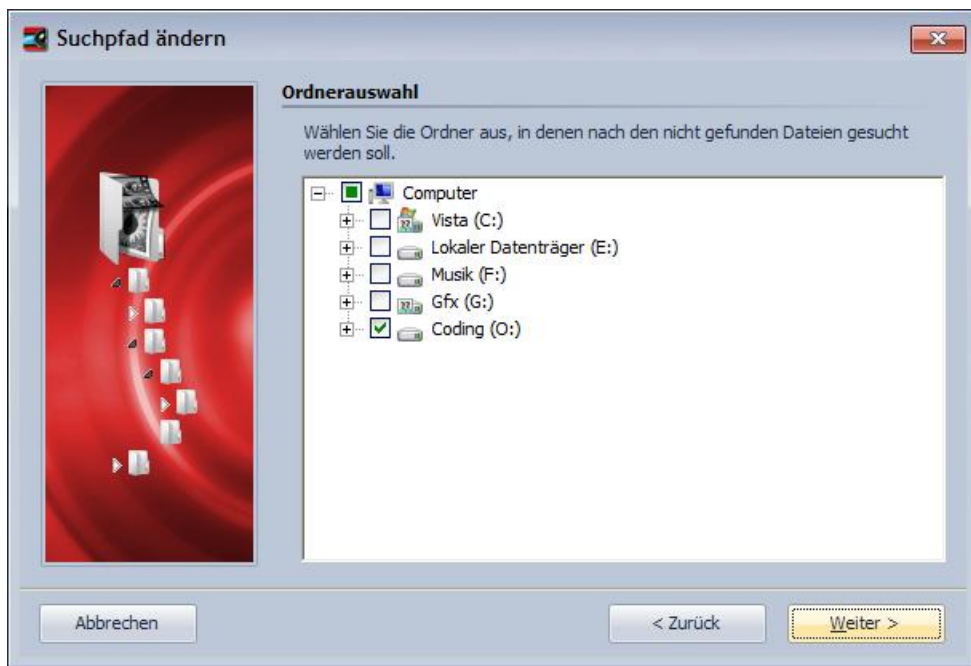 Suchpfad ändern
Ordnerauswahl
Wählen Sie die Ordner aus, in denen nach den nicht gefunden Dateien gesucht
werden soll.
Computer
Vista (C:)
Lokaler Datenträger (E:)
Musik (F:)
Gfx (G:)
Coding (O:)
Abbrechen
< Zurück
Weiter >